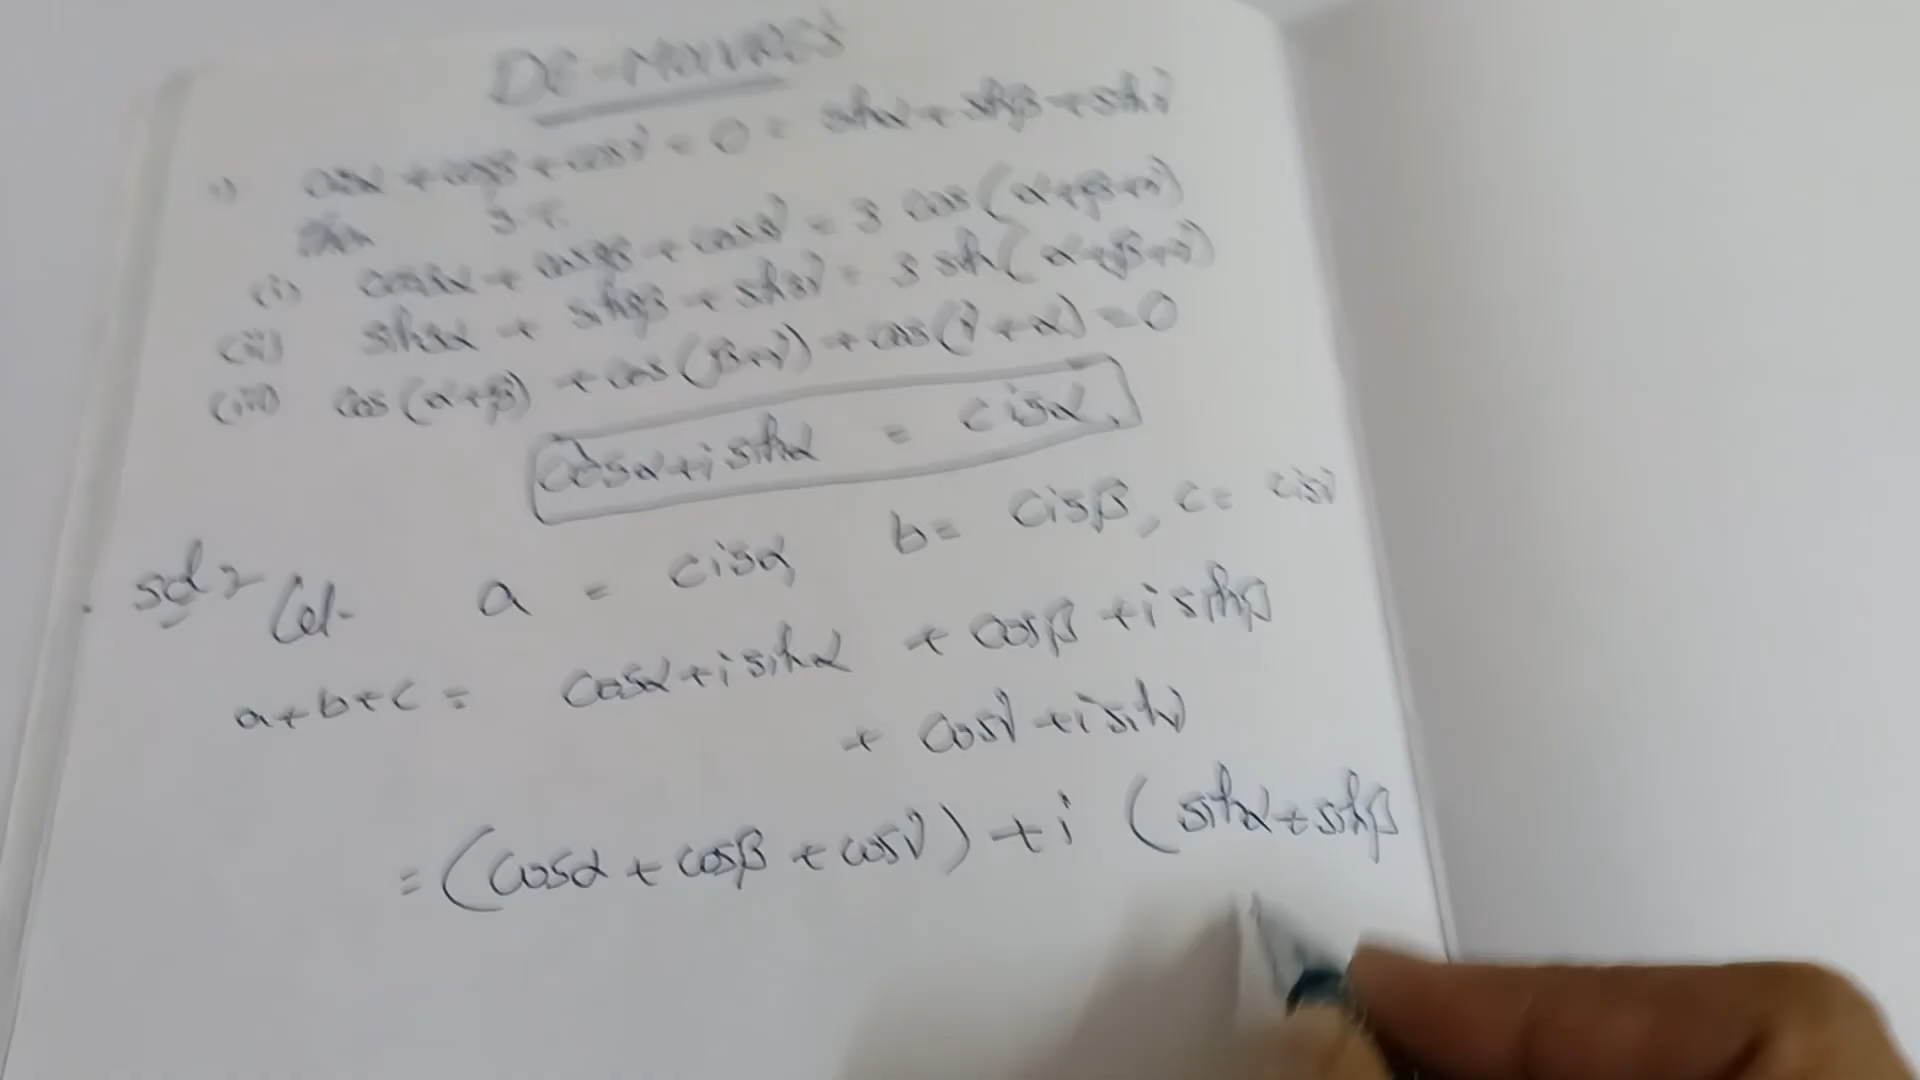 DE-MOIVRES
1) cosα + cosβ + cosγ = 0 = sinα + sinβ + sinγ
then S.T.
(i) cos3α + cos3β + cos3γ = 3 cos(α+β+γ)
(ii) sin3α + sin3β + sin3γ = 3 sin(α+β+γ)
(iii) cos(α+β) + cos(β+γ) + cos(γ+α) = 0
cosα+i sinα = cisα
sol> Let a = cisα, b = cisβ, c = cisγ
a+b+c = cosα+i sinα + cosβ +i sinβ
+ cosγ +i sinγ
= (cosα + cosβ + cosγ) +i (sinα+sinβ